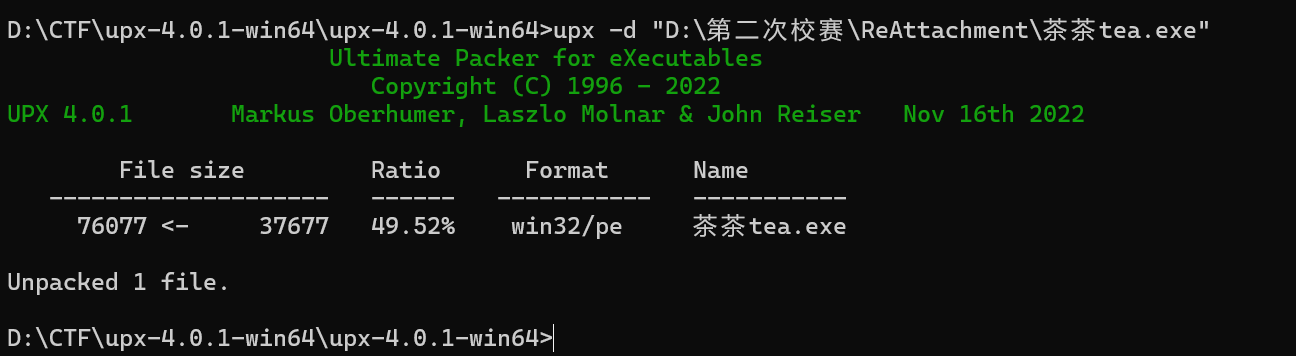 D:\CTF\upx-4.0.1-win64\upx-4.0.1-win64>upx -d "D:\第二次校赛\ReAttachment\茶茶tea.exe"
Ultimate Packer for eXecutables
Copyright (C) 1996 - 2022
UPX 4.0.1 Markus Oberhumer, Laszlo Molnar & John Reiser Nov 16th 2022
File size Ratio Format Name
-------------------- ------ ----------- -----------
76077 <- 37677 49.52% win32/pe 茶茶tea.exe
Unpacked 1 file.
D:\CTF\upx-4.0.1-win64\upx-4.0.1-win64>